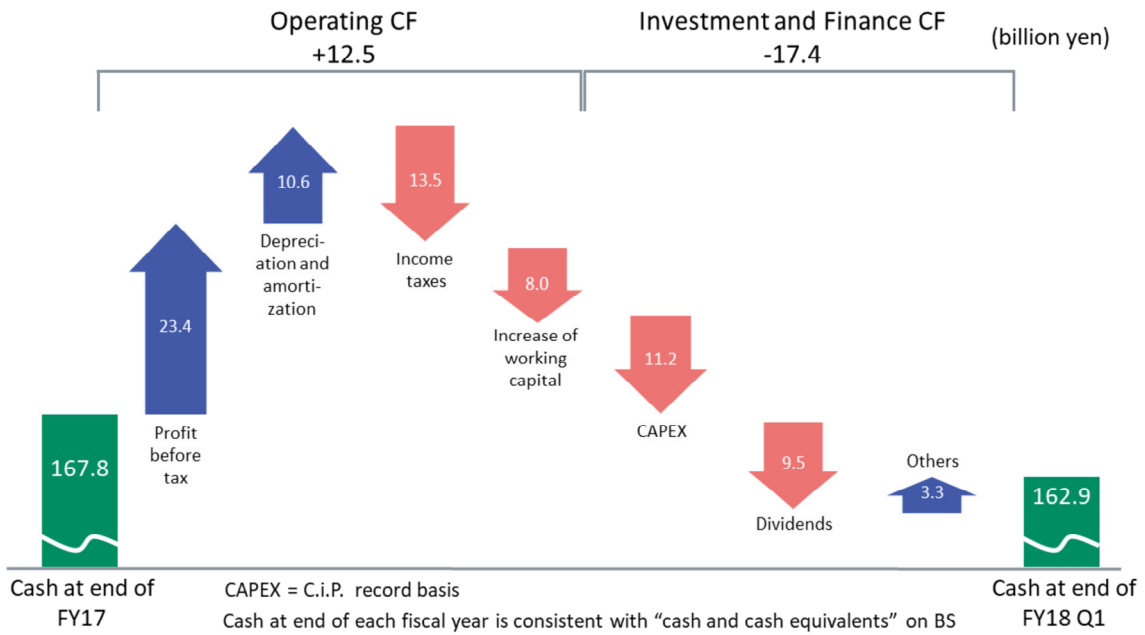 Operating CF
+12.5
Investment and Finance CF
-17.4
(billion yen)
167.8
Cash at end of
FY17
23.4
Profit
before
tax
10.6
Depreci-
ation and
amorti-
zation
13.5
Income
taxes
8.0
Increase of
working
capital
11.2
CAPEX
9.5
Dividends
Others
3.3
162.9
Cash at end of
FY18 Q1
CAPEX = C.i.P. record basis
Cash at end of each fiscal year is consistent with “cash and cash equivalents” on BS